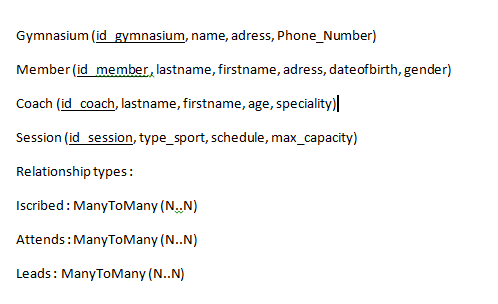 Gymnasium (id_gymnasium, name, adress, Phone_Number)
Member (id_member, lastname, firstname, adress, dateofbirth, gender)
Coach (id_coach, lastname, firstname, age, speciality)
Session (id_session, type_sport, schedule, max_capacity)
Relationship types :
Iscribed : ManyToMany (N..N)
Attends : ManyToMany (N..N)
Leads : ManyToMany (N..N)